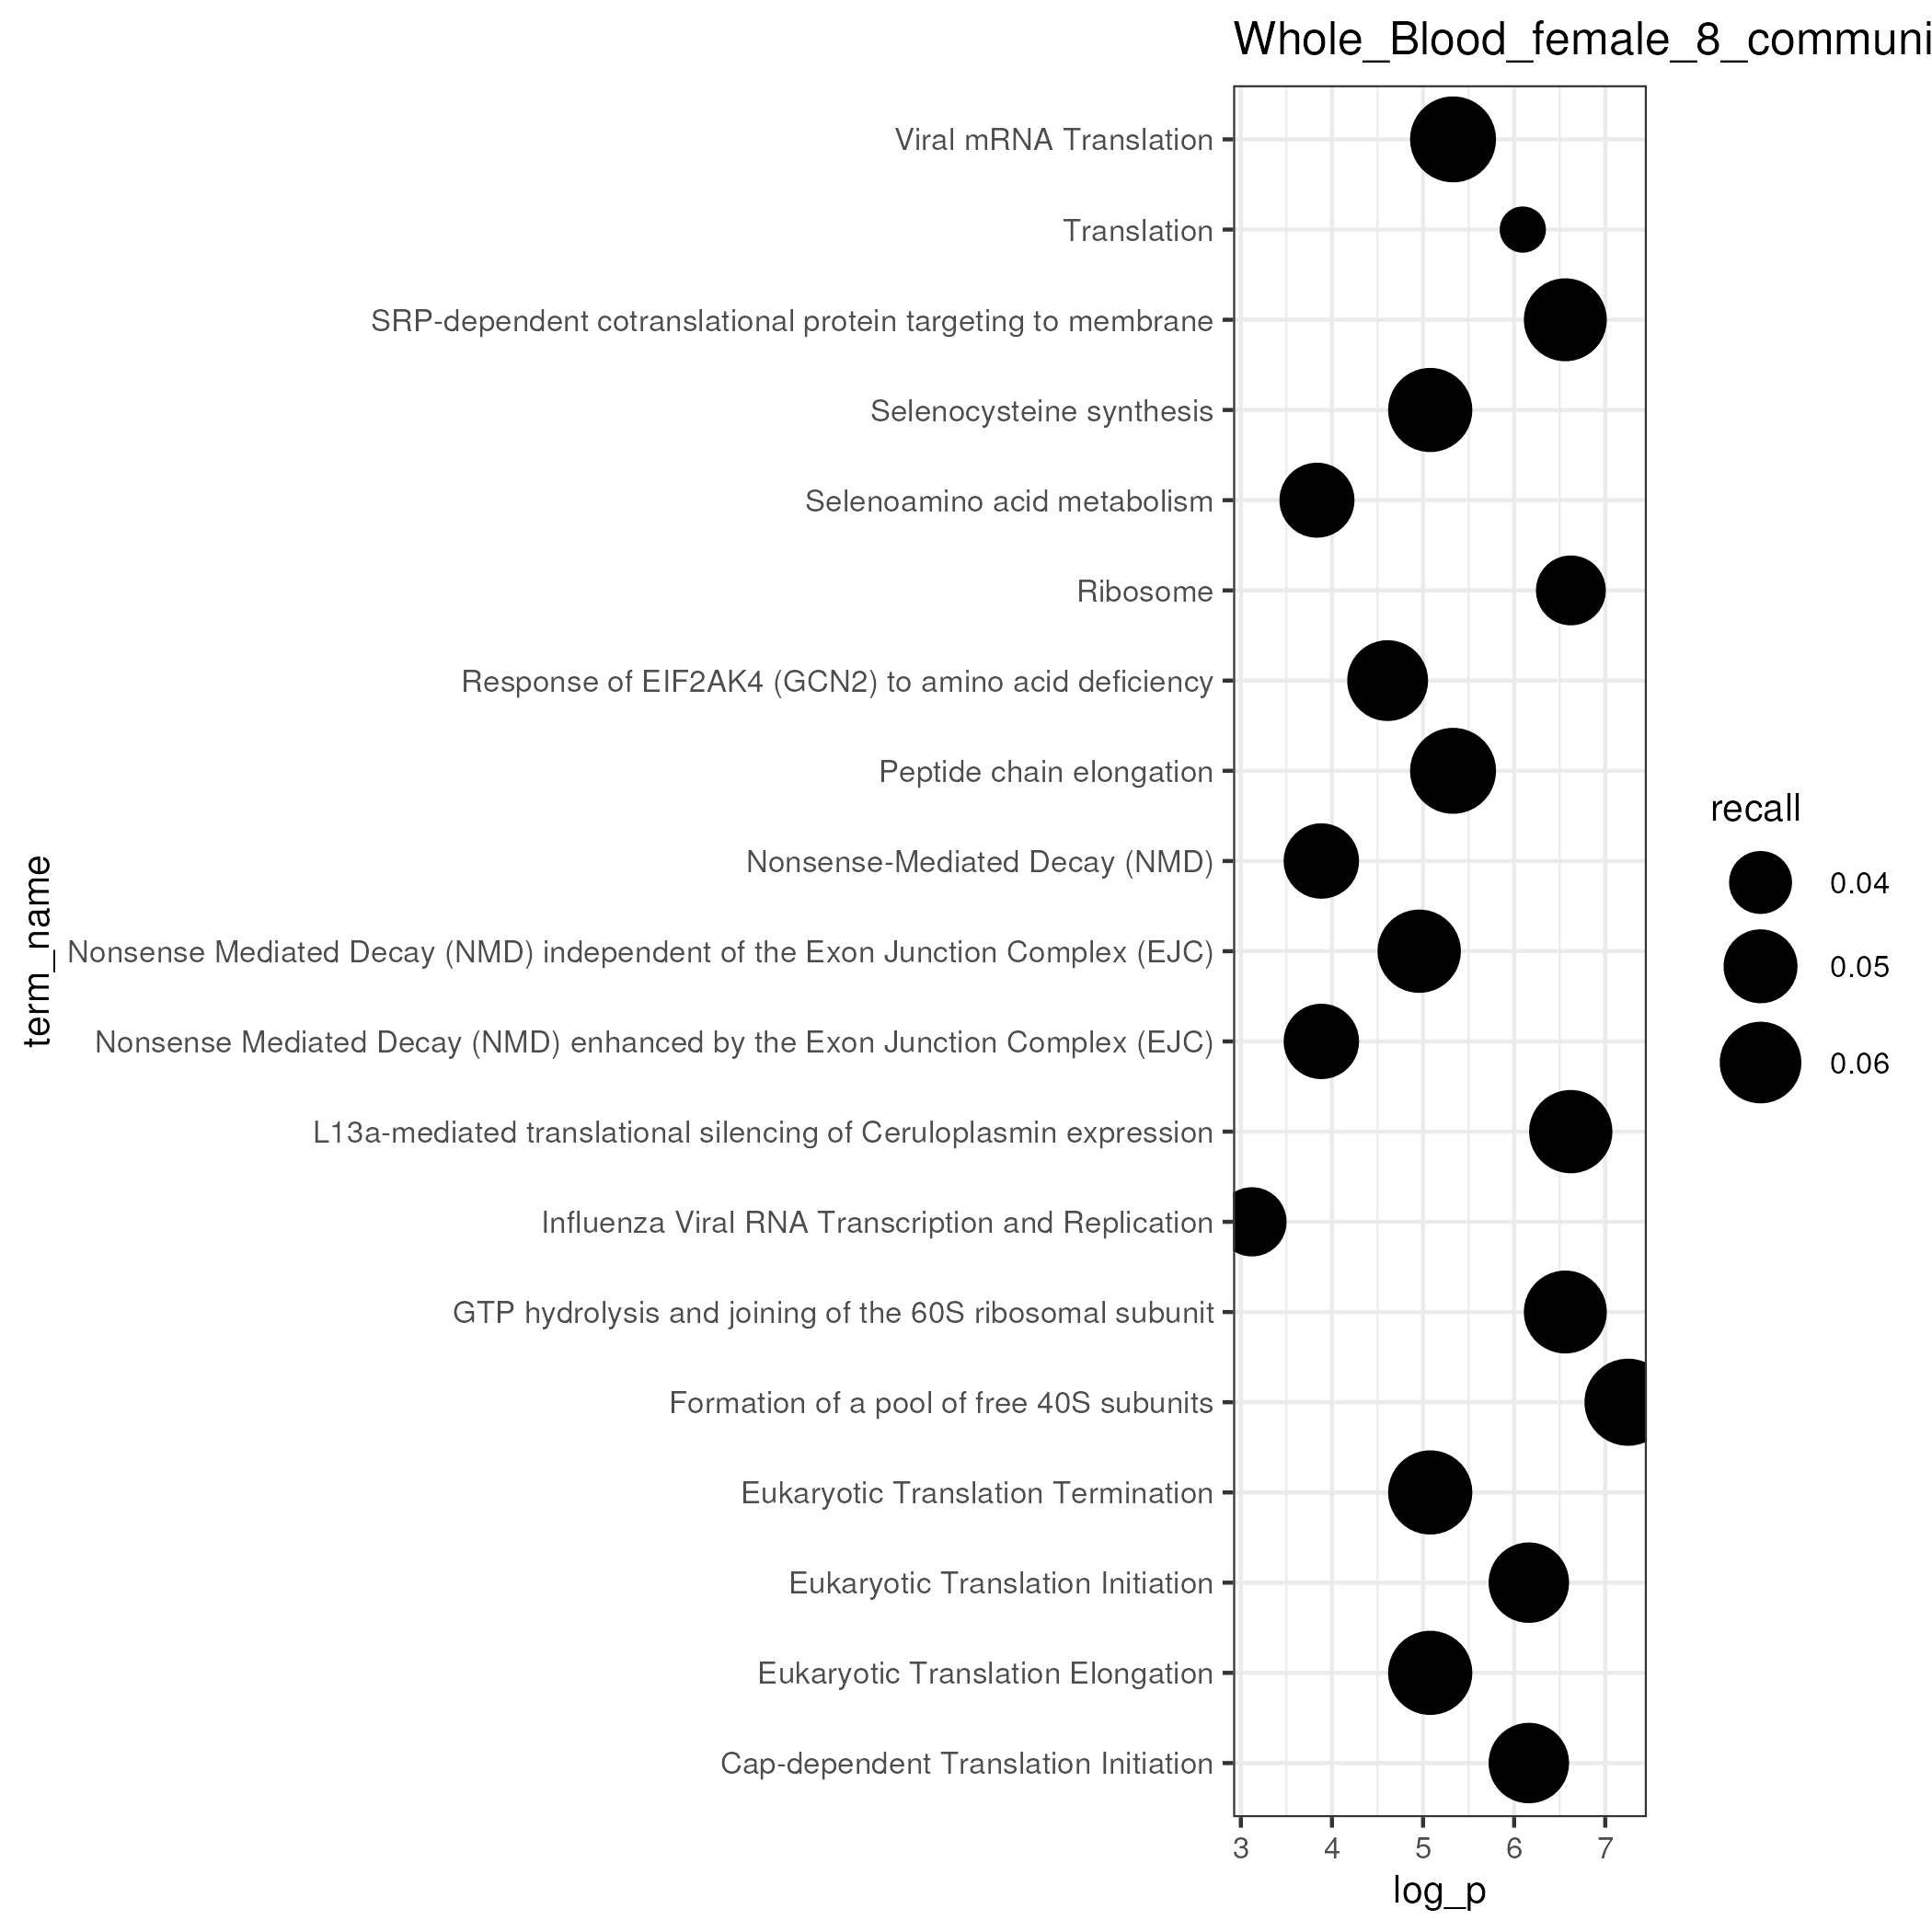 Whole_Blood_female_8_communi
Viral mRNA Translation
Translation
SRP-dependent cotranslational protein targeting to membrane
Selenocysteine synthesis
Selenoamino acid metabolism
Ribosome
Response of EIF2AK4 (GCN2) to amino acid deficiency
Peptide chain elongation
Nonsense-Mediated Decay (NMD)
Nonsense Mediated Decay (NMD) independent of the Exon Junction Complex (EJC)
Nonsense Mediated Decay (NMD) enhanced by the Exon Junction Complex (EJC)
L13a-mediated translational silencing of Ceruloplasmin expression
Influenza Viral RNA Transcription and Replication
GTP hydrolysis and joining of the 60S ribosomal subunit
Formation of a pool of free 40S subunits
Eukaryotic Translation Termination
Eukaryotic Translation Initiation
Eukaryotic Translation Elongation
Cap-dependent Translation Initiation
term_name
3 4 5 6 7
log_p
recall
0.04
0.05
0.06